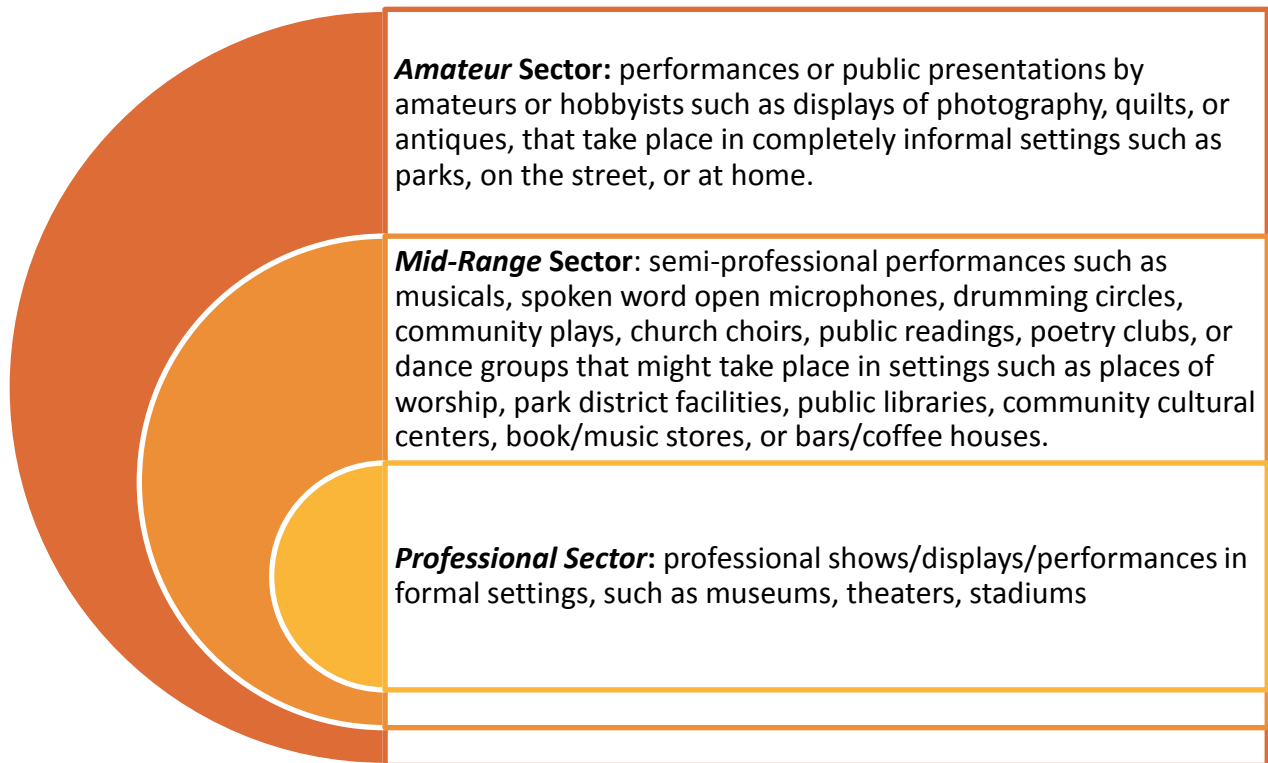 Amateur Sector: performances or public presentations by
amateurs or hobbyists such as displays of photography, quilts, or
antiques, that take place in completely informal settings such as
parks, on the street, or at home.
Mid-Range Sector: semi-professional performances such as
musicals, spoken word open microphones, drumming circles,
community plays, church choirs, public readings, poetry clubs, or
dance groups that might take place in settings such as places of
worship, park district facilities, public libraries, community cultural
centers, book/music stores, or bars/coffee houses.
Professional Sector: professional shows/displays/performances in
formal settings, such as museums, theaters, stadiums